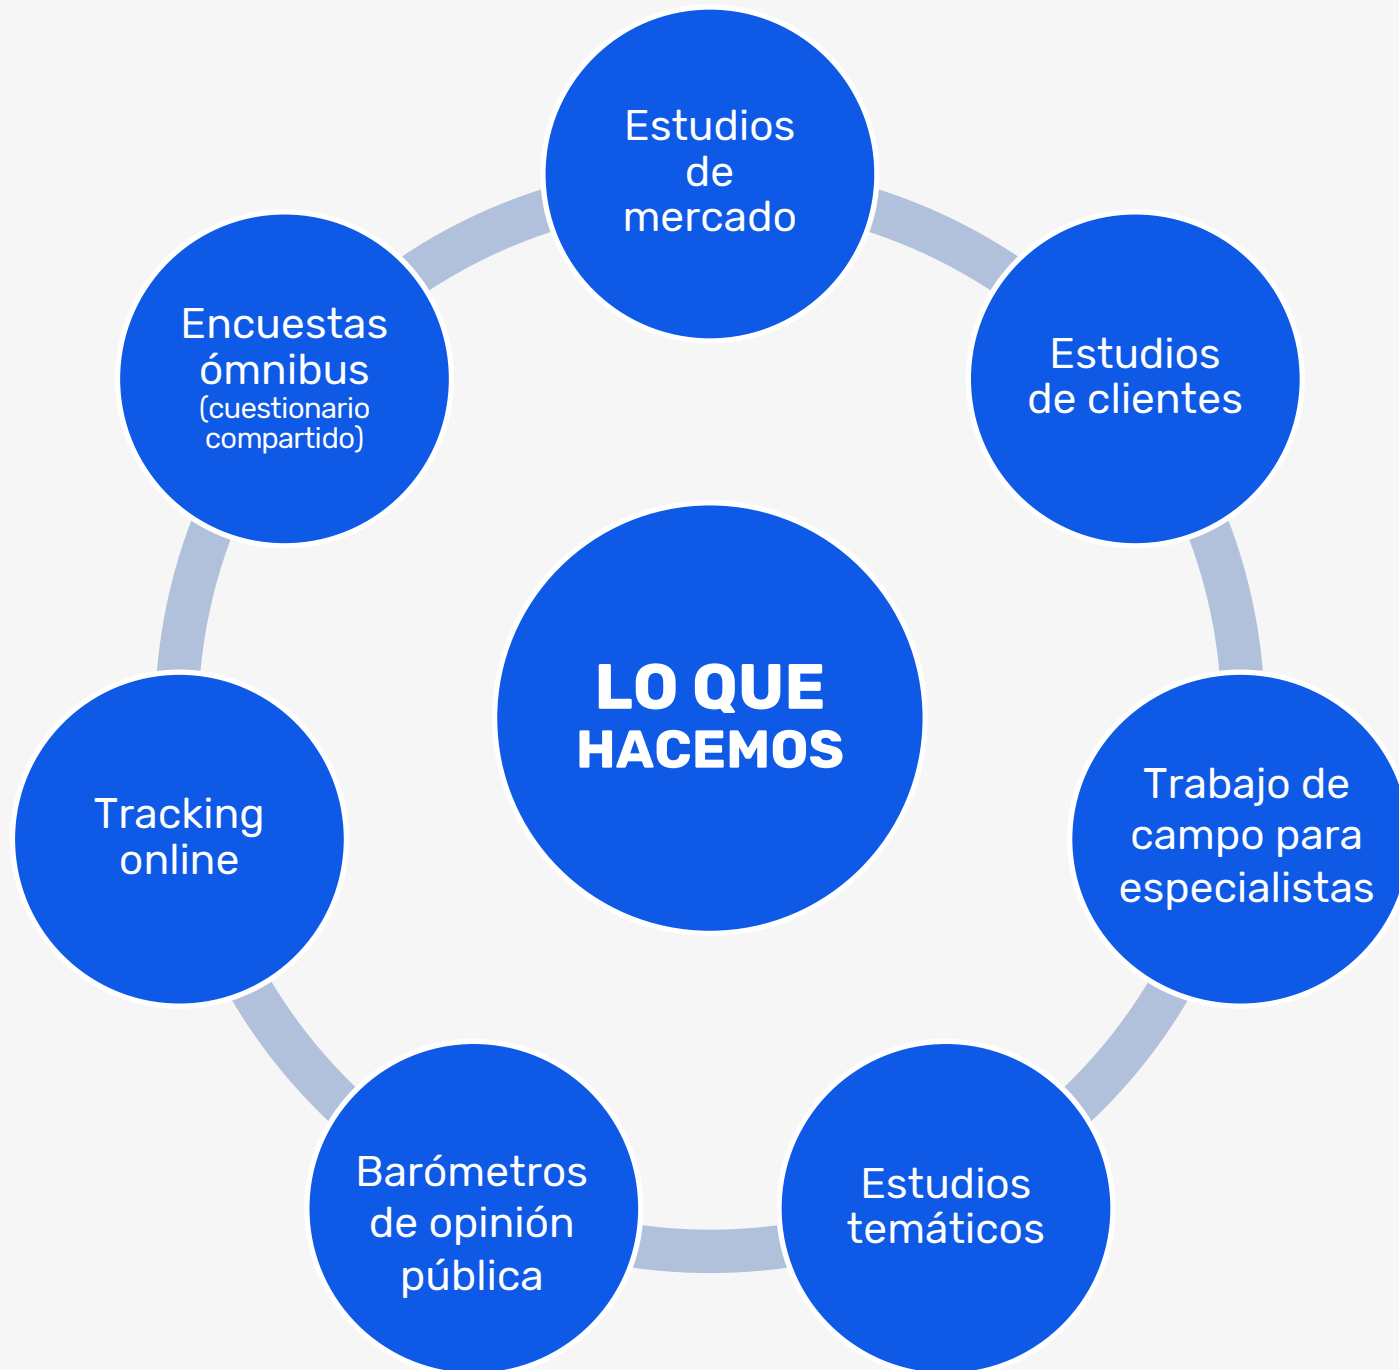 Estudios
de
mercado
Estudios
de clientes
Encuestas
ómnibus
(cuestionario
compartido)
LO QUE
HACEMOS
Trabajo de
campo para
especialistas
Tracking
online
Barómetros
de opinión
pública
Estudios
temáticos